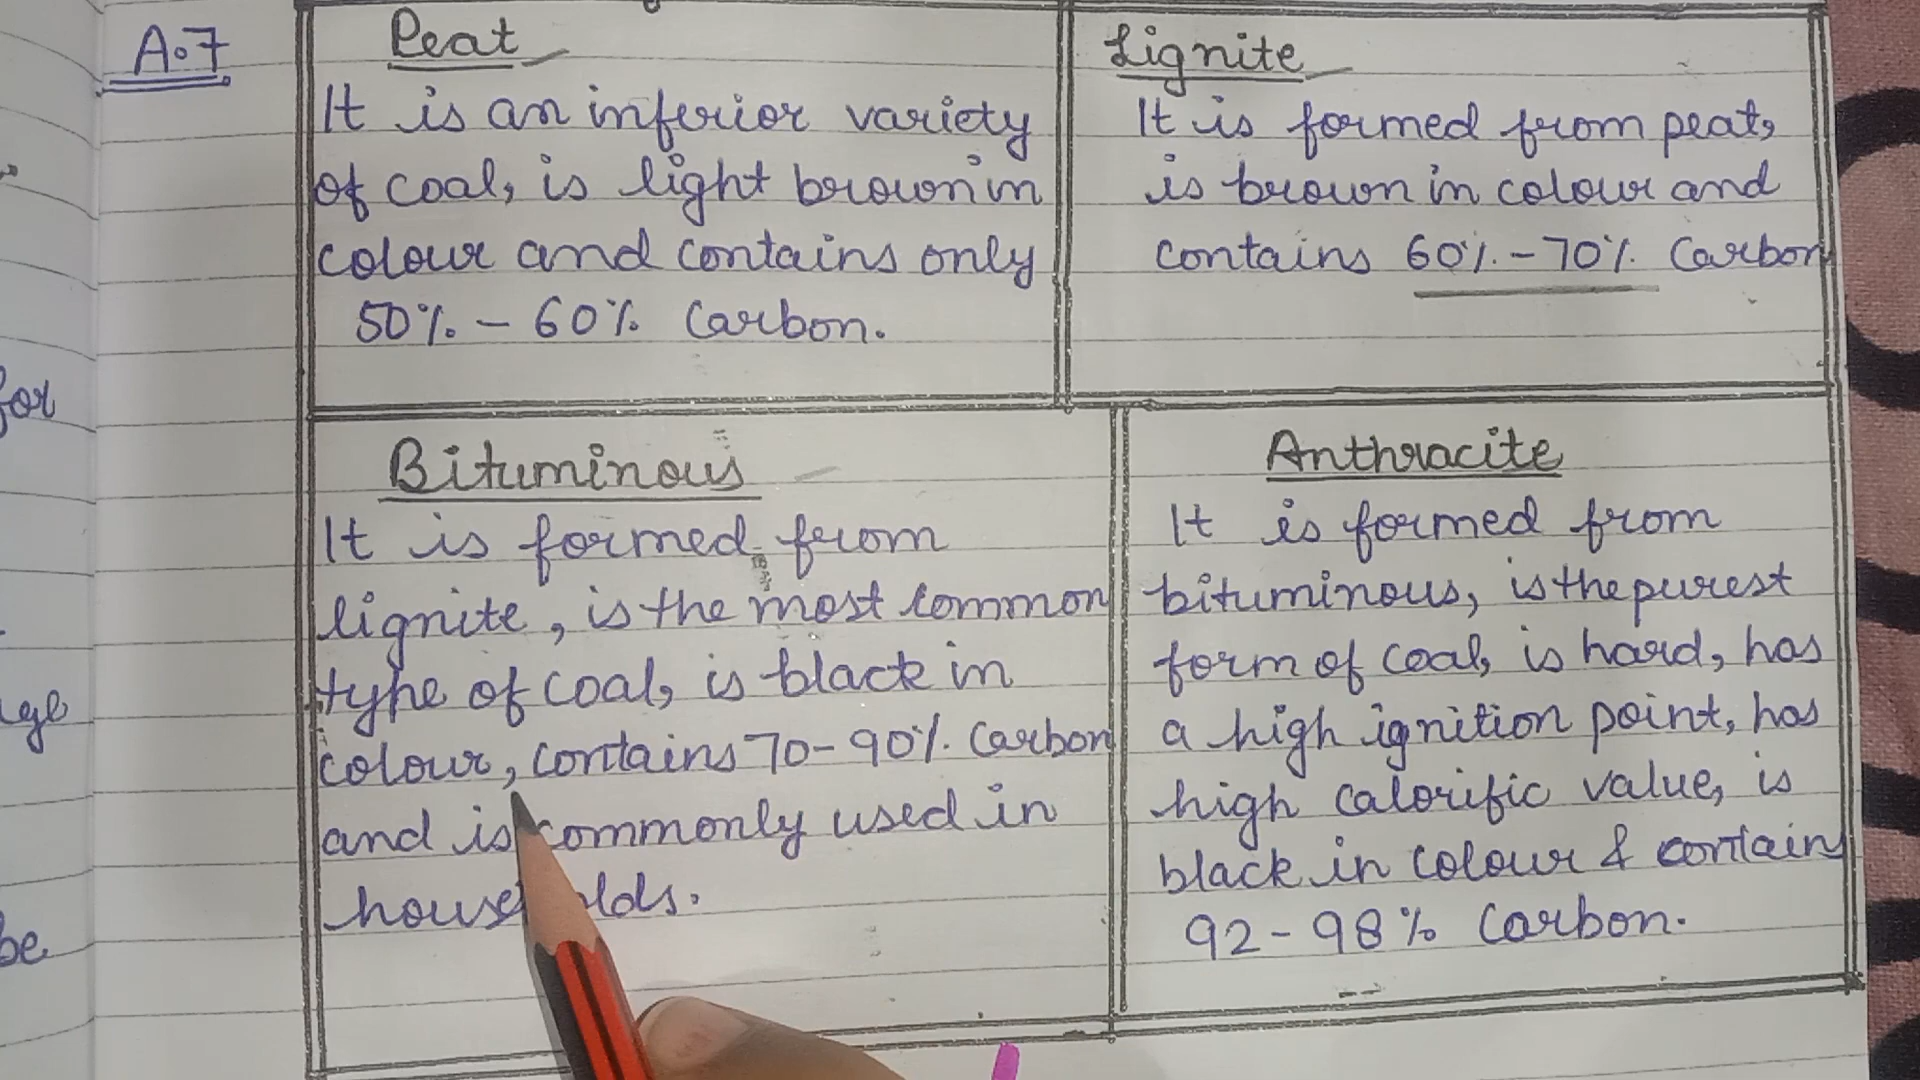 A.7
Peat
It is an inferior variety
of coal, is light brown in
colour and contains only
50% - 60% Carbon.
Lignite
It is formed from peat,
is brown in colour and
contains 60% - 70% Carbon
Bituminous
It is formed from
lignite, is the most common
type of coal, is black in
colour, contains 70-90% Carbon
and is commonly used in
households.
Anthracite
It is formed from
bituminous, is the purest
form of coal, is hard, has
a high ignition point, has
high calorific value, is
black in colour & contain
92-98% Carbon.
for
be